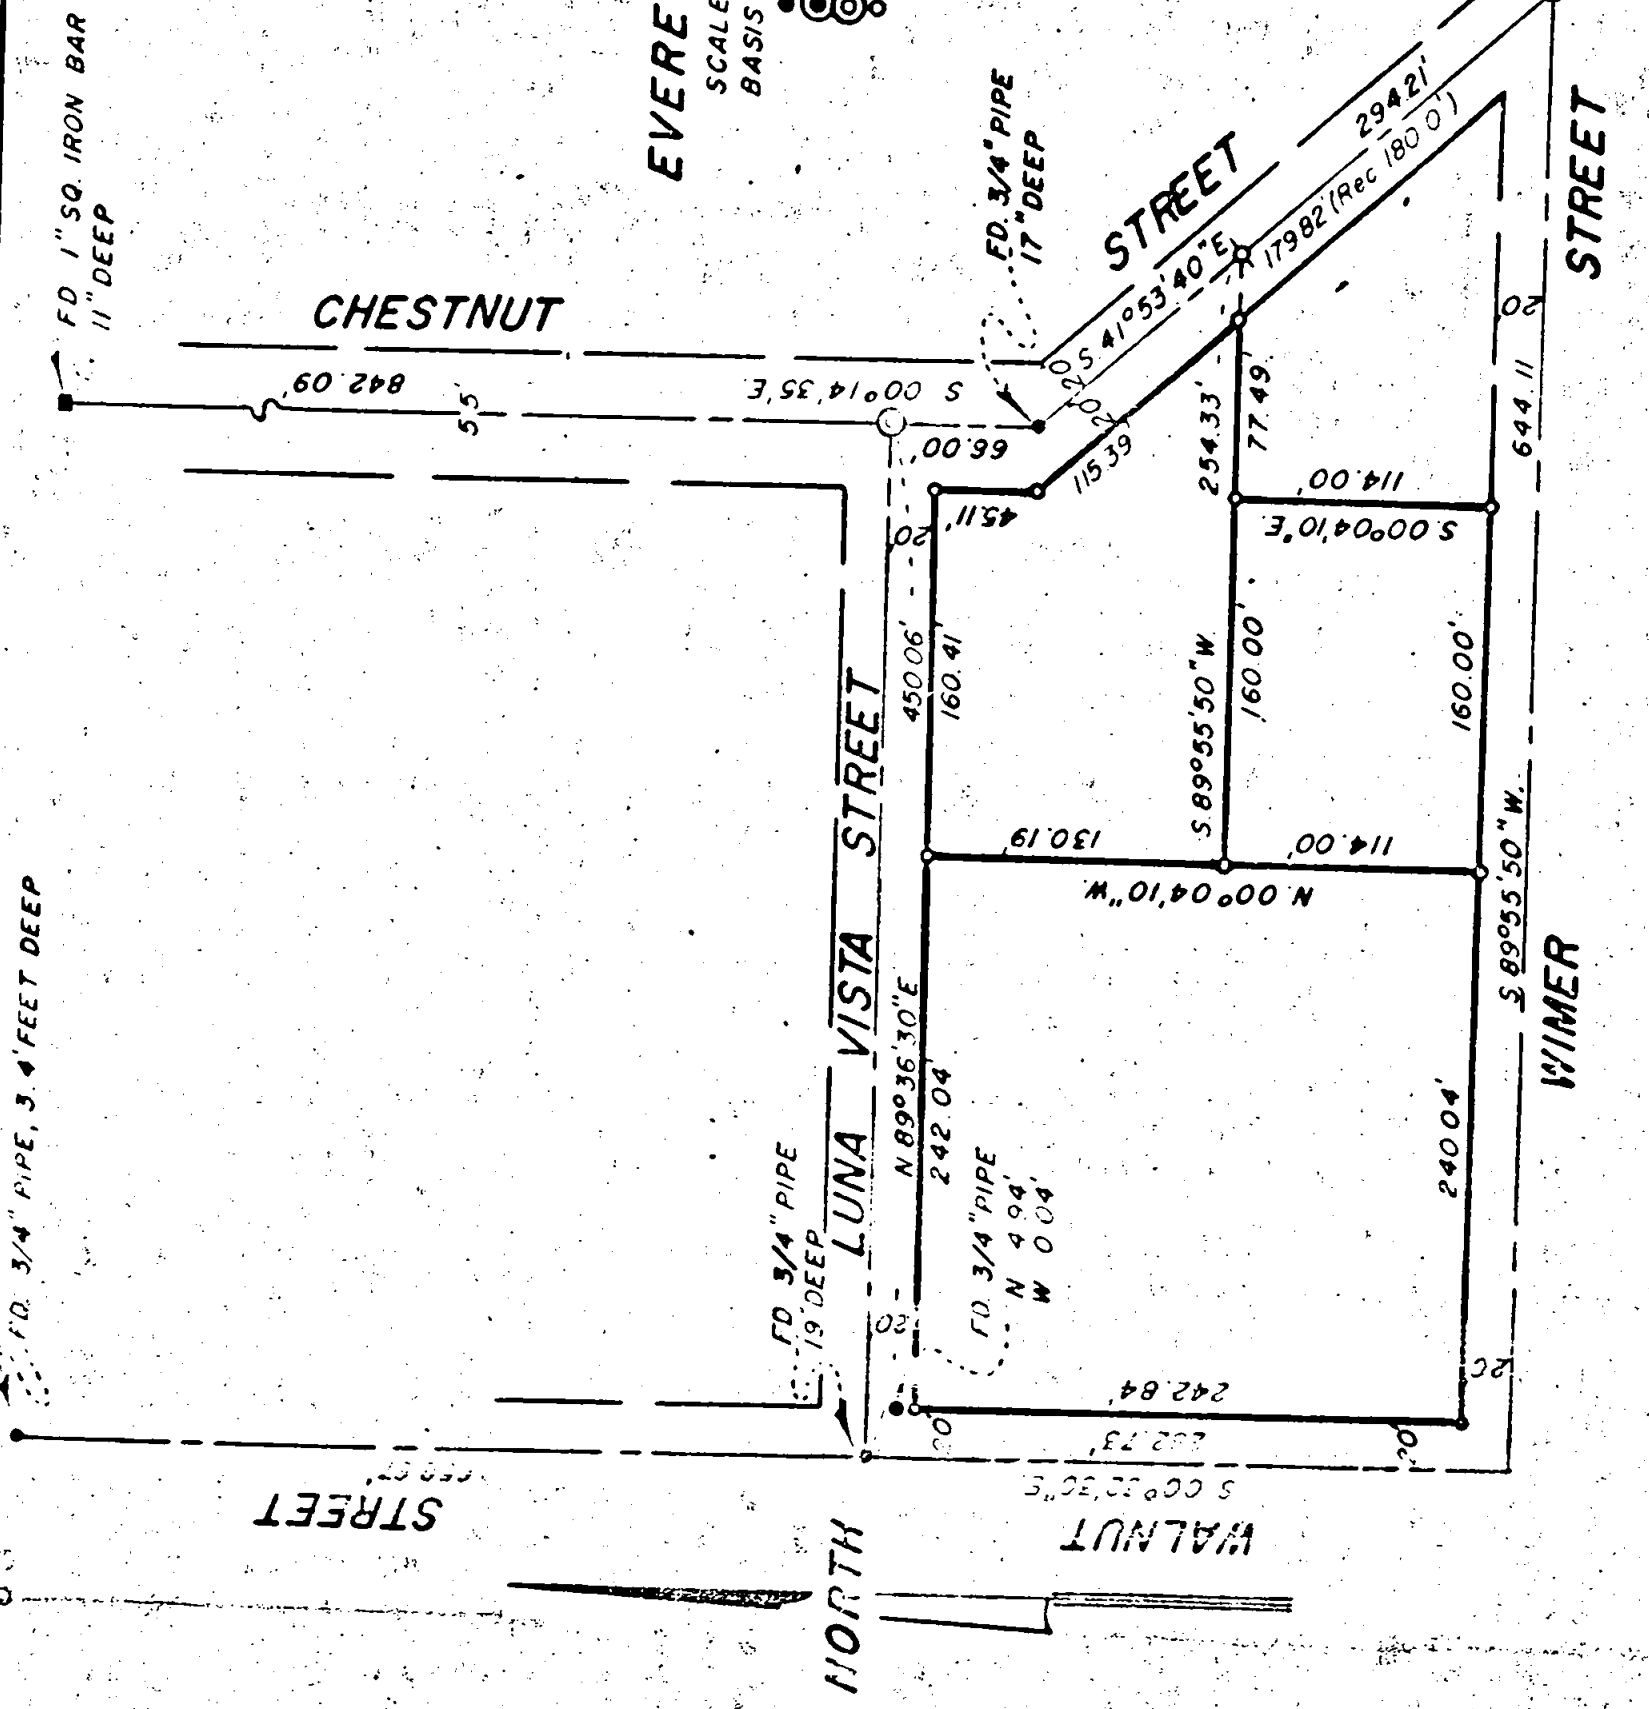 FD 1" SQ. IRON BAR
11" DEEP
EVERE
SCALE
BASIS
CHESTNUT
STREET
842.09'
55'
S 00°14'35"E.
66.00'
FD. 3/4" PIPE
17" DEEP
20
20
20
S. 41°53'40"E.
294.21'
179.82'(Rec 180.0')
115.39
45.11'
20
254.33'
77.49'
114.00'
S. 00°04'10"E.
STREET
20
644.11
FD. 3/4" PIPE, 3.4' FEET DEEP
LUNA VISTA STREET
450.06'
160.41'
S. 89°55'50"W.
160.00'
160.00'
130.19'
114.00'
N. 00°04'10"W.
N 89°36'30"E
242.04'
S. 89°55'50"W.
WIMER
240.04'
FD 3/4" PIPE
19" DEEP
FD. 3/4" PIPE
N 4.94'
W 0.04'
20
20
242.84'
20
20'
STREET
WALNUT
NORTH